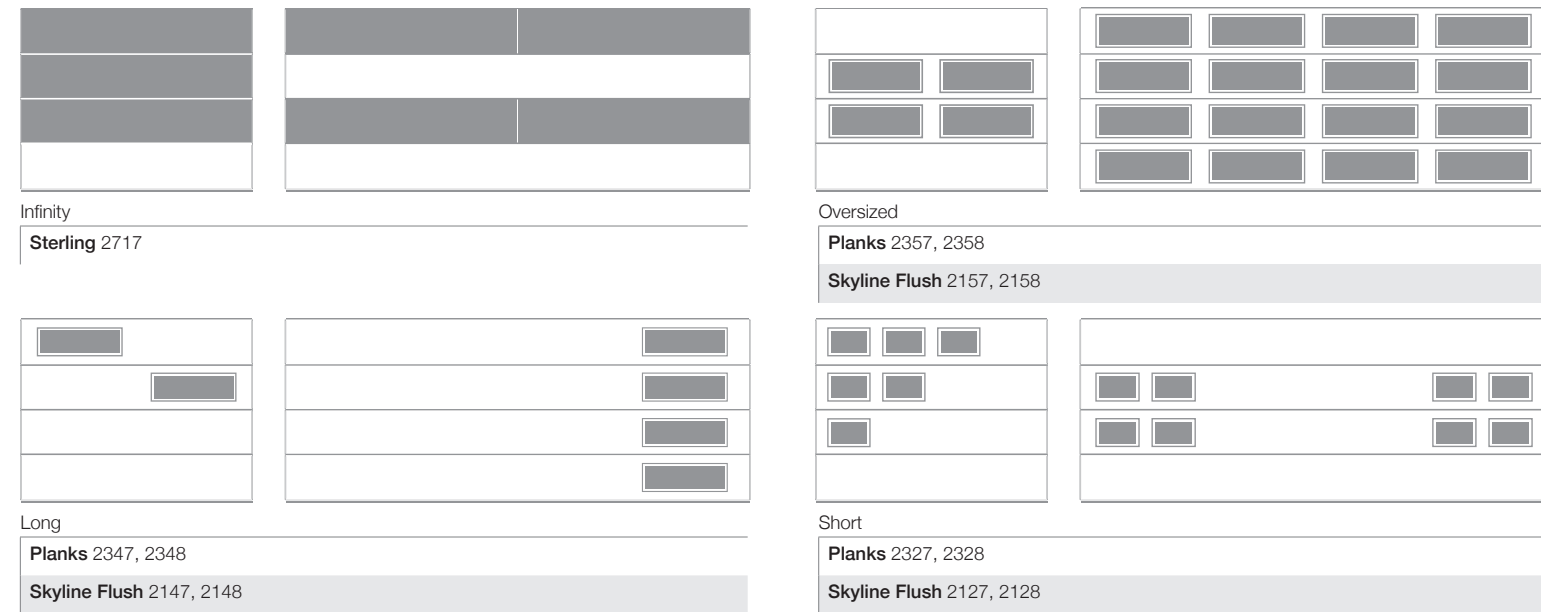 Infinity
Sterling 2717
Oversized
Planks 2357, 2358
Skyline Flush 2157, 2158
Long
Planks 2347, 2348
Skyline Flush 2147, 2148
Short
Planks 2327, 2328
Skyline Flush 2127, 2128